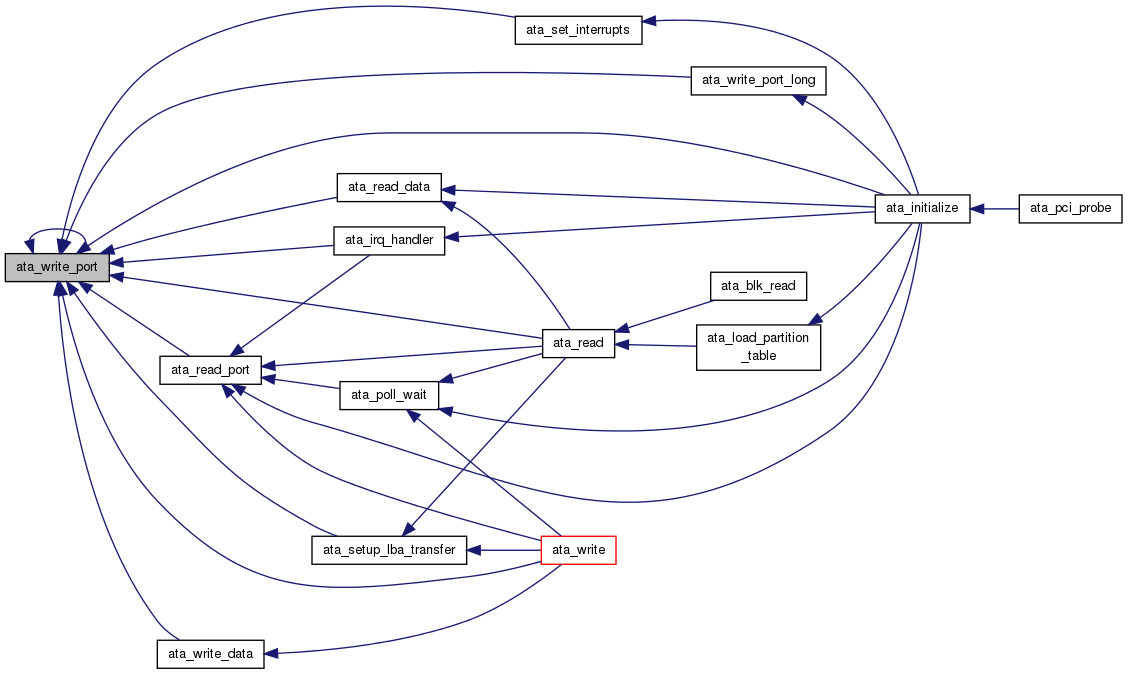 ata_set_interrupts
ata_write_port_long
ata_read_data
ata_initialize
ata_pci_probe
ata_irq_handler
ata_write_port
ata_blk_read
ata_read
ata_load_partition
_table
ata_read_port
ata_poll_wait
ata_setup_lba_transfer
ata_write
ata_write_data